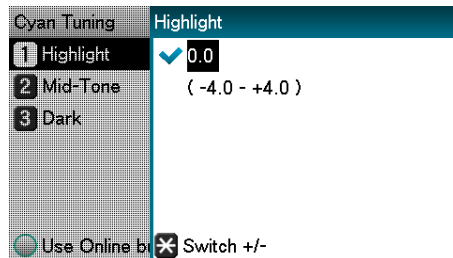 Cyan Tuning
1 Highlight
2 Mid-Tone
3 Dark
Use Online
Highlight
0.0
( -4.0 - +4.0 )
Switch +/-